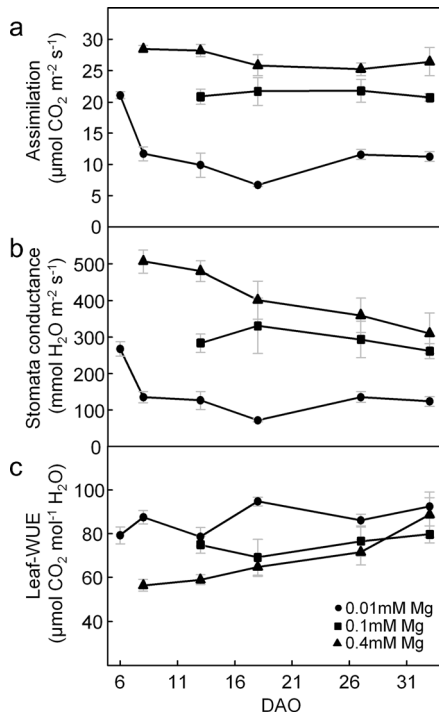 a
Assimilation
(µmol CO2 m-2 s-1)
30
25
20
15
10
5
0
b
Stomata conductance
(mmol H2O m-2 s-1)
500
400
300
200
100
0
c
Leaf-WUE
(µmol CO2 mol-1 H2O)
100
80
60
40
0.01mM Mg
0.1mM Mg
0.4mM Mg
6
11
16
21
27
33
DAO